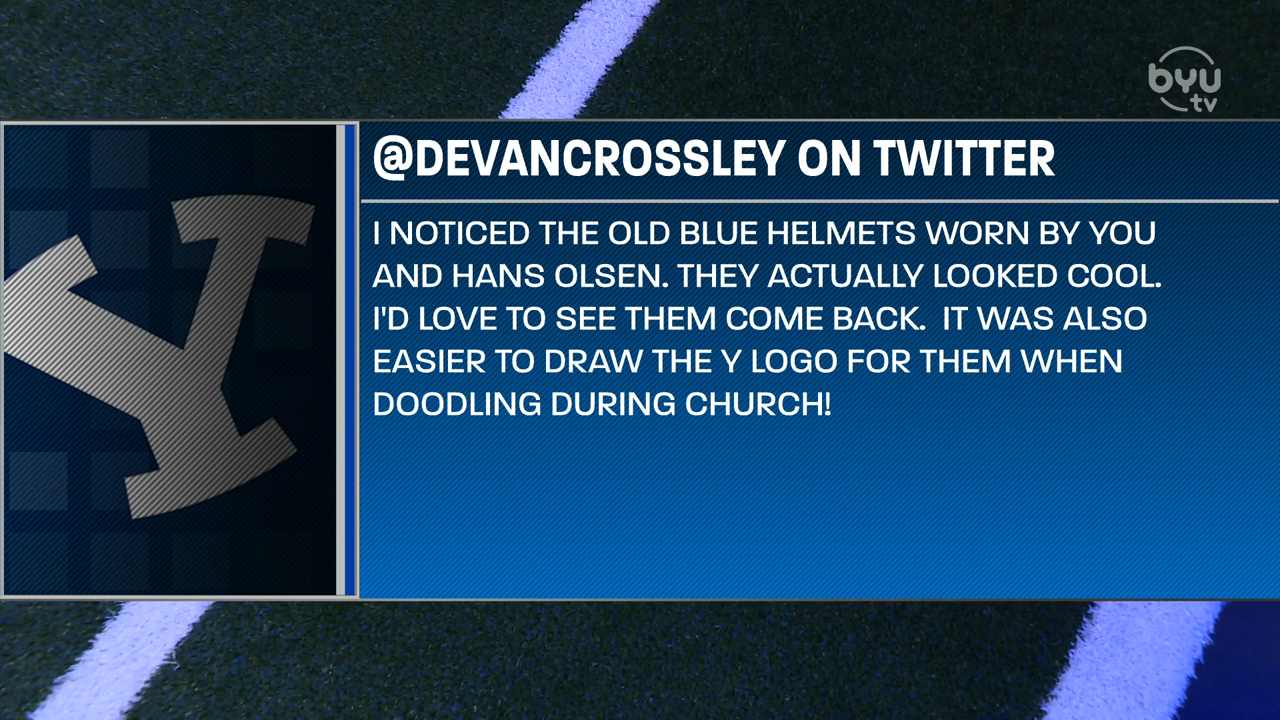 byu
tv
@DEVANCROSSLEY ON TWITTER
I NOTICED THE OLD BLUE HELMETS WORN BY YOU
AND HANS OLSEN. THEY ACTUALLY LOOKED COOL.
I'D LOVE TO SEE THEM COME BACK.  IT WAS ALSO
EASIER TO DRAW THE Y LOGO FOR THEM WHEN
DOODLING DURING CHURCH!
Y